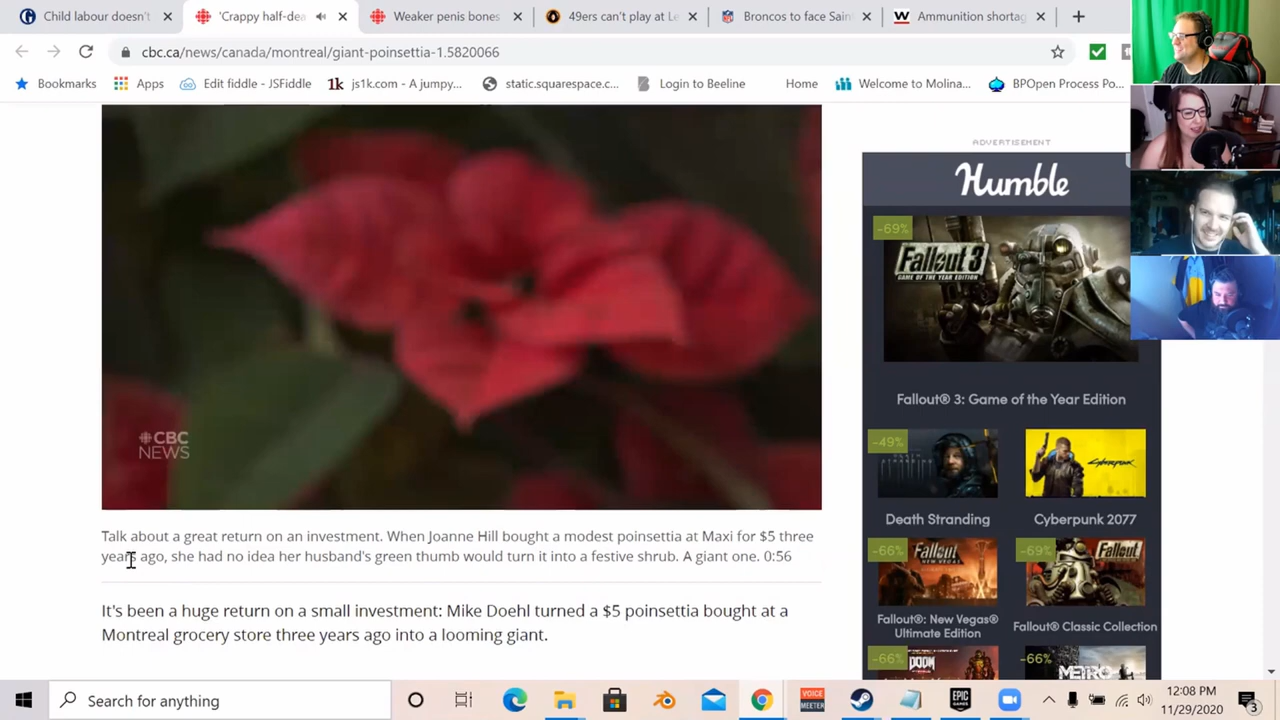 Child labour doesn't
'Crappy half-dea
Weaker penis bones
49ers can't play at Le
Broncos to face Sain
Ammunition shortag
cbc.ca/news/canada/montreal/giant-poinsettia-1.5820066
Bookmarks
Apps
Edit fiddle - JSFiddle
1k
js1k.com - A jumpy...
static.squarespace.c...
Login to Beeline
Home
Welcome to Molina...
BPOpen Process Po...
CBC
NEWS
Talk about a great return on an investment. When Joanne Hill bought a modest poinsettia at Maxi for $5 three
years ago, she had no idea her husband's green thumb would turn it into a festive shrub. A giant one. 0:56
It's been a huge return on a small investment: Mike Doehl turned a $5 poinsettia bought at a
Montreal grocery store three years ago into a looming giant.
ADVERTISEMENT
Humble
-69%
Fallout 3
GAME OF THE YEAR EDITION
Fallout® 3: Game of the Year Edition
-49%
DEATH STRANDING
Cyberpunk
Death Stranding
Cyberpunk 2077
-66%
Fallout
NEW VEGAS
-69%
Fallout
Fallout®: New Vegas®
Ultimate Edition
Fallout® Classic Collection
-66%
DOOM
-66%
METRO
Search for anything
VOICE
MEETER
EPIC
GAMES
12:08 PM
11/29/2020
3